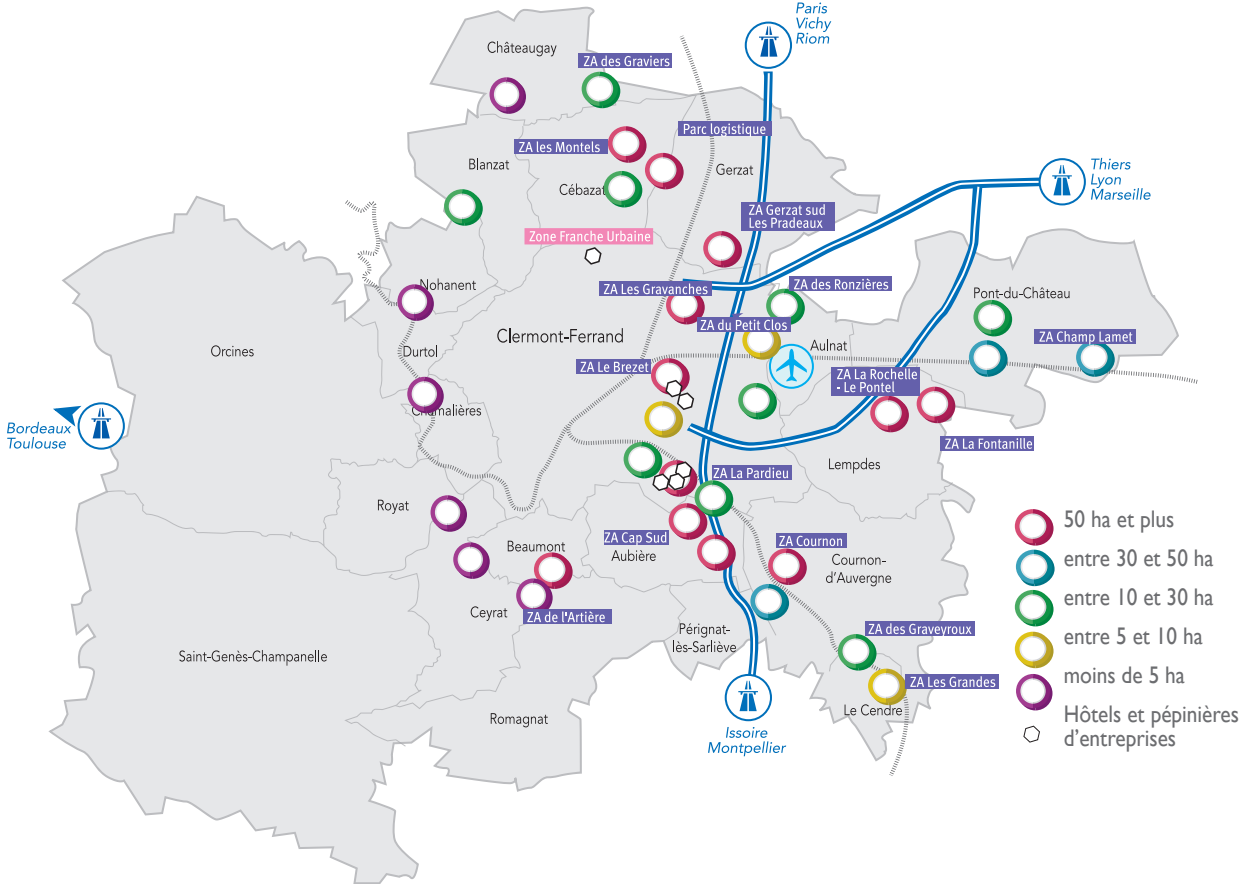 Paris
Vichy
Riom
Châteaugay
ZA des Graviers
Parc logistique
ZA les Montels
Blanzat
Gerzat
Thiers
Lyon
Marseille
Cébazat
ZA Gerzat sud
Les Pradeaux
Zone Franche Urbaine
Nohanent
ZA Les Gravanches
ZA des Ronzières
Pont-du-Château
ZA du Petit Clos
Clermont-Ferrand
Orcines
Durtol
Aulnat
ZA Champ Lamet
ZA Le Brezet
ZA La Rochelle
- Le Pontel
Chamalières
Bordeaux
Toulouse
ZA La Fontanille
Lempdes
ZA La Pardieu
Royat
50 ha et plus
ZA Cap Sud
Aubière
ZA Cournon
Beaumont
Cournon-
d'Auvergne
entre 30 et 50 ha
entre 10 et 30 ha
Ceyrat
ZA de l'Artière
Pérignat-
lès-Sarliève
ZA des Graveyroux
entre 5 et 10 ha
Saint-Genès-Champanelle
ZA Les Grandes
moins de 5 ha
Le Cendre
Romagnat
Hôtels et pépinières
d'entreprises
Issoire
Montpellier